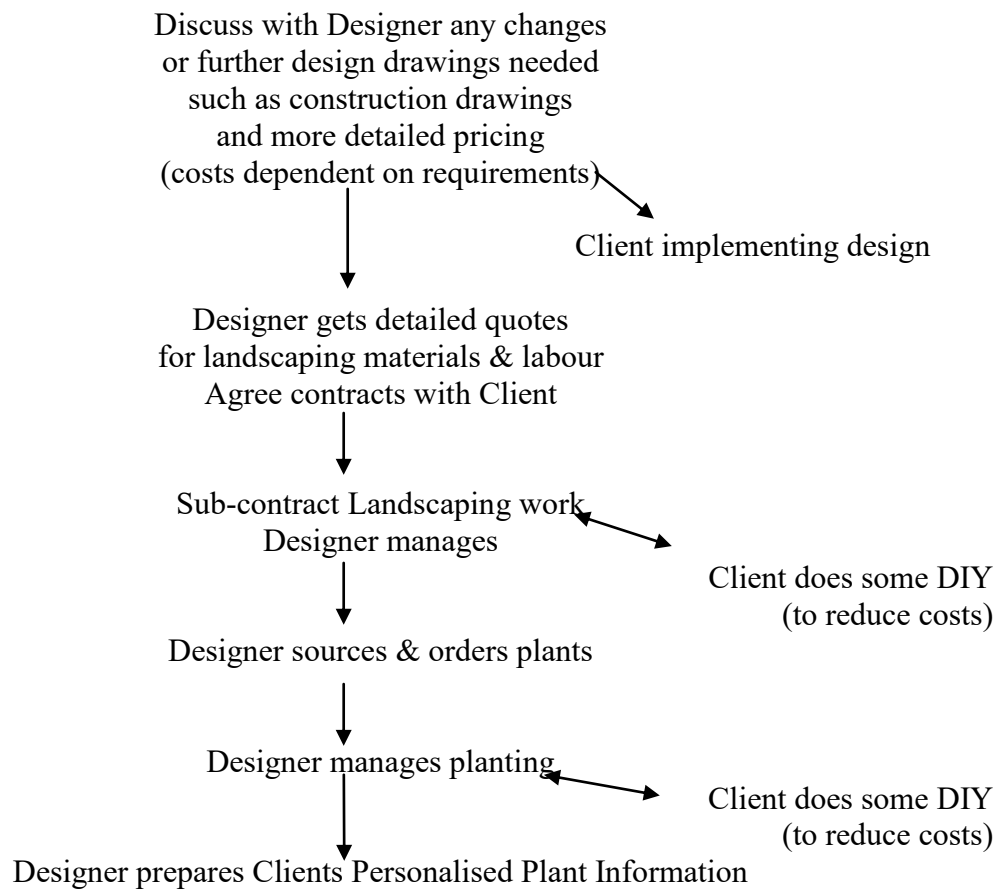 Discuss with Designer any changes
or further design drawings needed
such as construction drawings
and more detailed pricing
(costs dependent on requirements)
Client implementing design
Designer gets detailed quotes
for landscaping materials & labour
Agree contracts with Client
Sub-contract Landscaping work
Designer manages
Client does some DIY
(to reduce costs)
Designer sources & orders plants
Designer manages planting
Client does some DIY
(to reduce costs)
Designer prepares Clients Personalised Plant Information